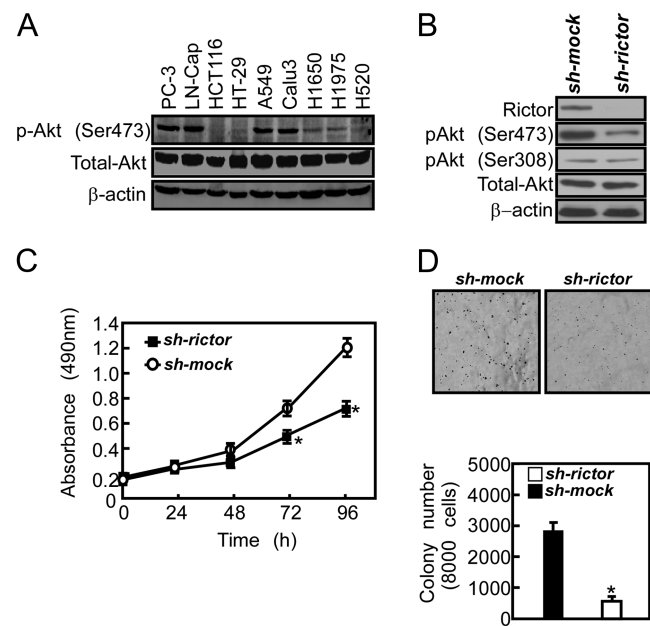 A
PC-3
LN-Cap
HCT116
HT-29
A549
Calu3
H1650
H1975
H520
p-Akt (Ser473)
Total-Akt
β-actin
B
sh-mock
sh-rictor
Rictor
pAkt (Ser473)
pAkt (Ser308)
Total-Akt
β–actin
C
Absorbance (490nm)
1.4
1.2
1.0
0.8
0.6
0.4
0.2
0
sh-rictor
sh-mock
*
*
0 24 48 72 96
Time (h)
D
sh-mock sh-rictor
Colony number
(8000 cells)
5000
4000
3000
2000
1000
0
sh-rictor
sh-mock
*